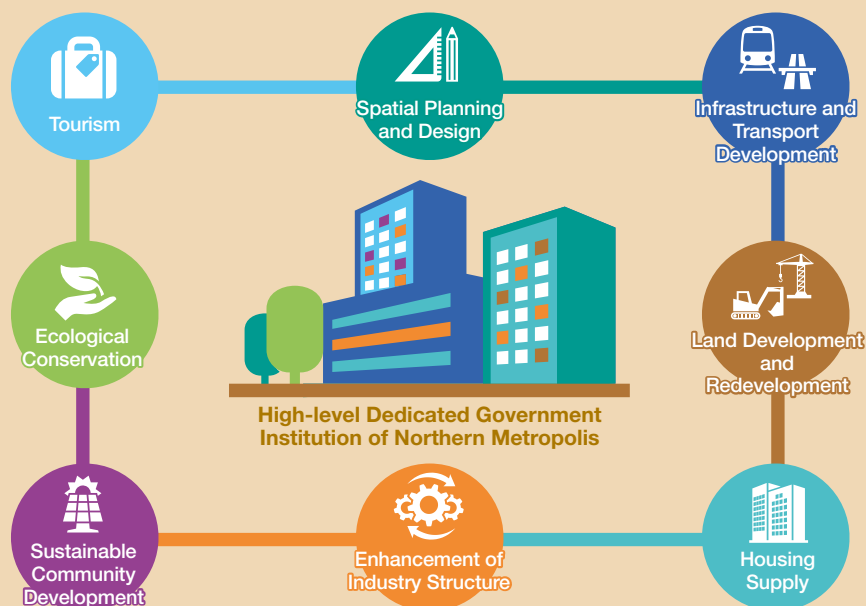 Tourism
Spatial Planning
and Design
Infrastructure and
Transport
Development
Ecological
Conservation
Land Development
and
Redevelopment
High-level Dedicated Government
Institution of Northern Metropolis
Sustainable
Community
Development
Enhancement of
Industry Structure
Housing
Supply